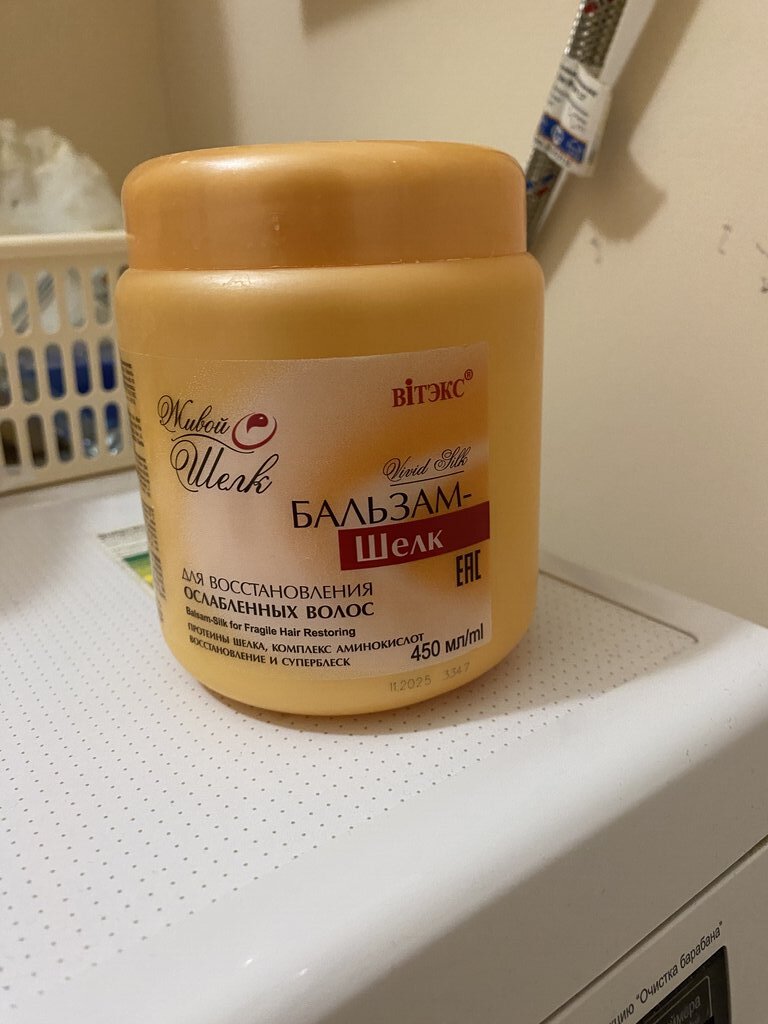 Живой
Шелк
ВІТЭКС®
Vivid Silk
БАЛЬЗАМ-
Шелк
EAC
ДЛЯ ВОССТАНОВЛЕНИЯ
ОСЛАБЛЕННЫХ ВОЛОС
Balsam-Silk for Fragile Hair Restoring
ПРОТЕИНЫ ШЕЛКА, КОМПЛЕКС АМИНОКИСЛОТ
ВОССТАНОВЛЕНИЕ И СУПЕРБЛЕСК
450 мл/ml
11.2025 3347
"Очистка барабана"